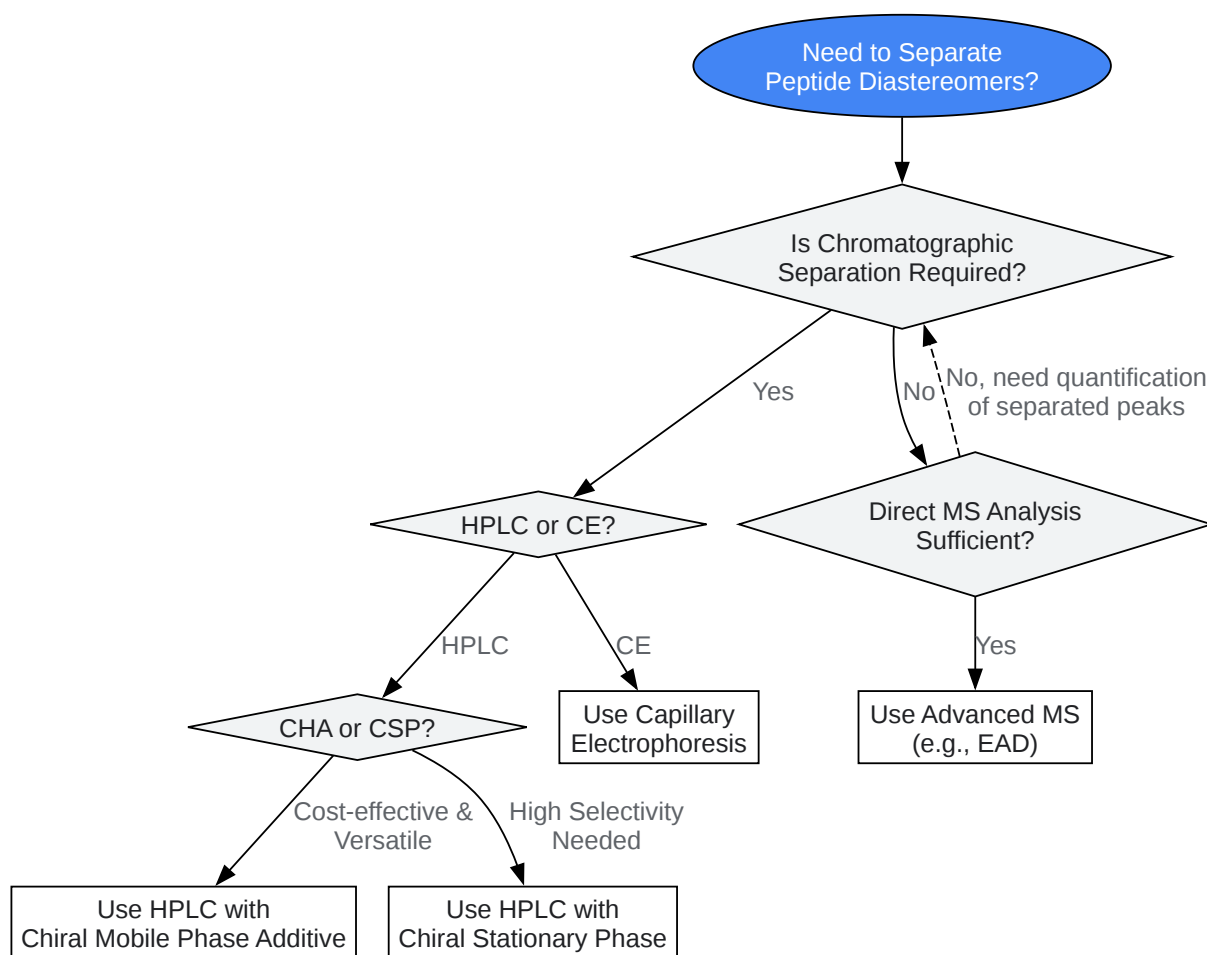 Need to Separate
Peptide Diastereomers?
Is Chromatographic
Separation Required?
Yes
No
No, need quantification
of separated peaks
HPLC or CE?
Direct MS Analysis
Sufficient?
HPLC
CE
Yes
CHA or CSP?
Use Capillary
Electrophoresis
Use Advanced MS
(e.g., EAD)
Cost-effective &
Versatile
High Selectivity
Needed
Use HPLC with
Chiral Mobile Phase Additive
Use HPLC with
Chiral Stationary Phase